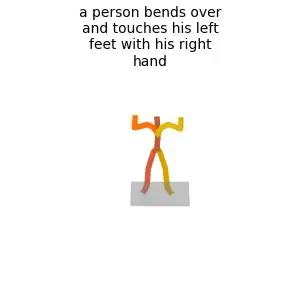 a person bends over
and touches his left
feet with his right
hand